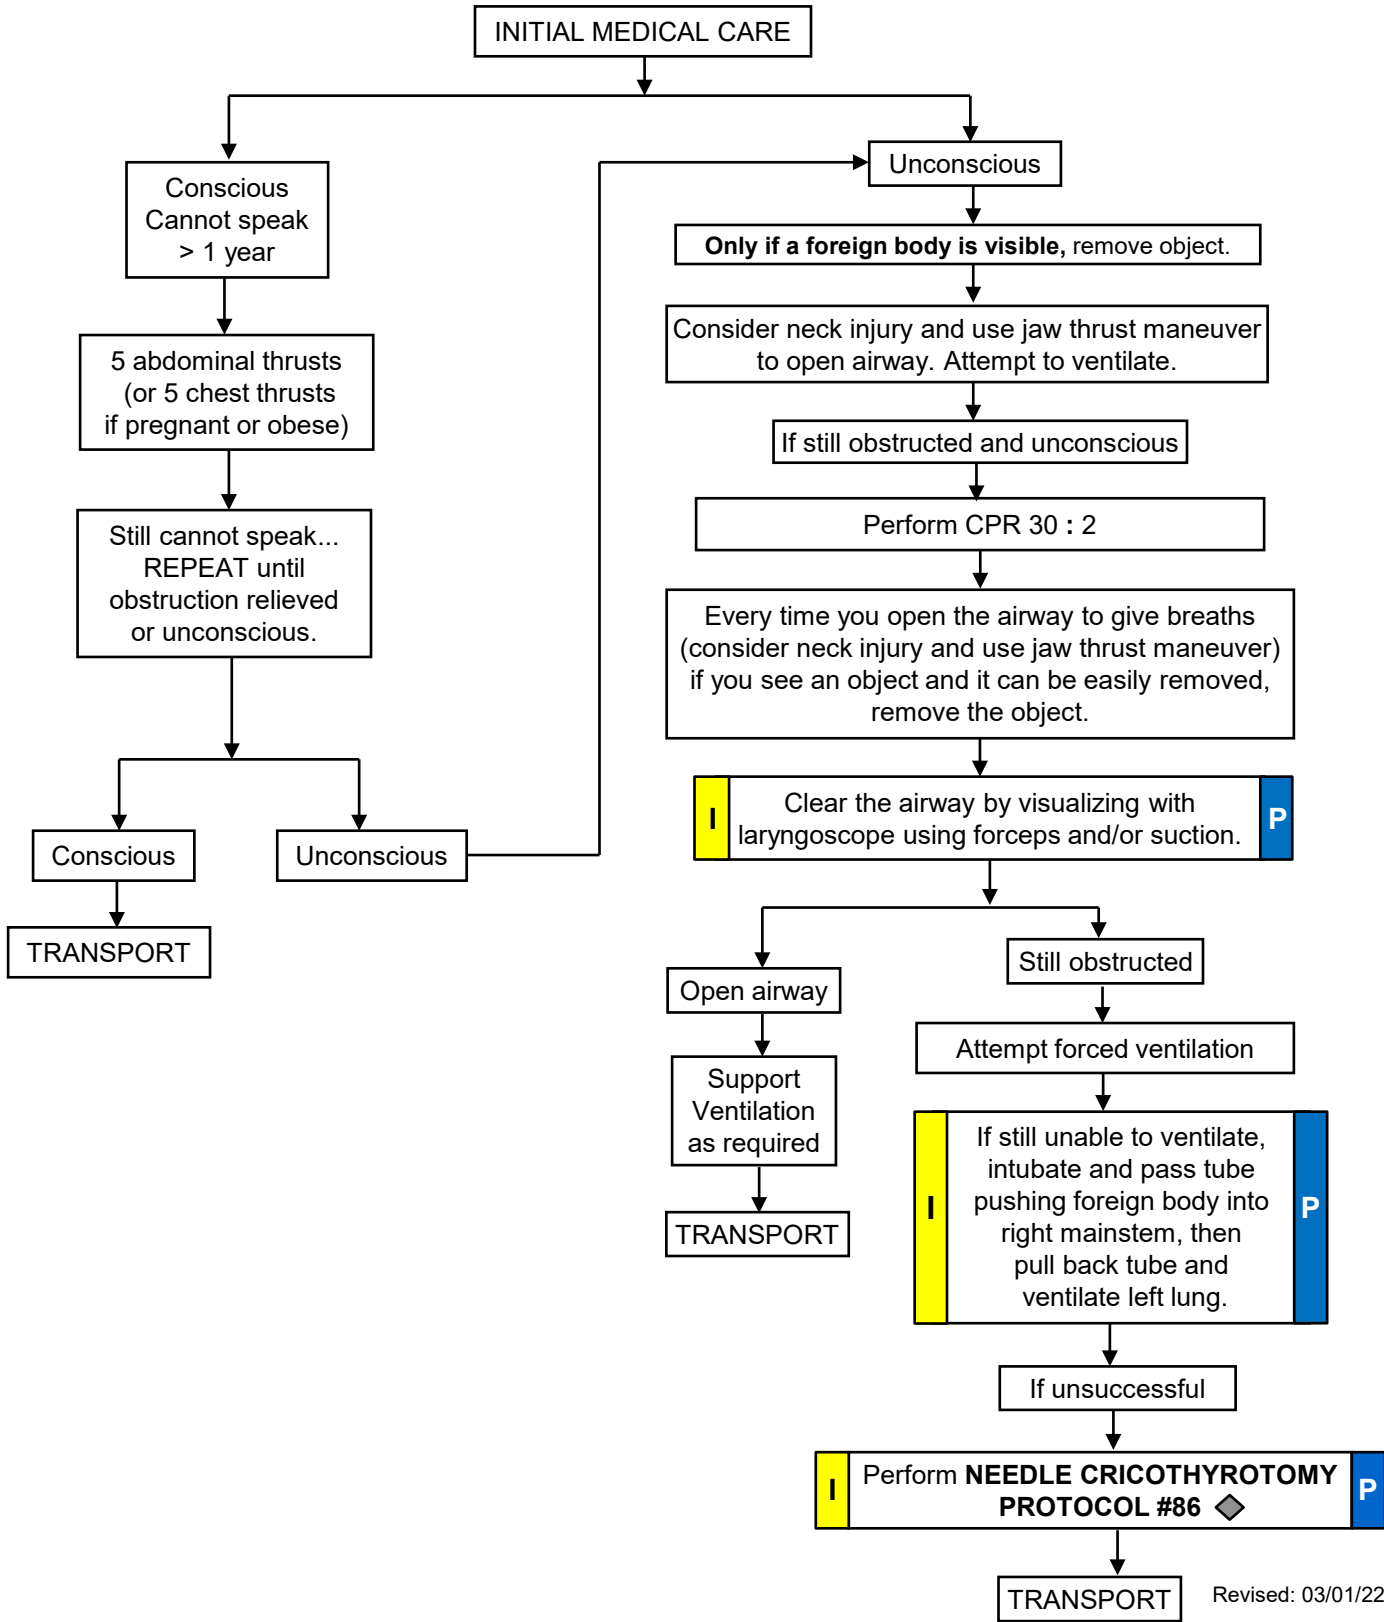 INITIAL MEDICAL CARE
Conscious
Cannot speak
> 1 year
5 abdominal thrusts
(or 5 chest thrusts
if pregnant or obese)
Still cannot speak...
REPEAT until
obstruction relieved
or unconscious.
Conscious
Unconscious
TRANSPORT
Unconscious
Only if a foreign body is visible, remove object.
Consider neck injury and use jaw thrust maneuver
to open airway. Attempt to ventilate.
If still obstructed and unconscious
Perform CPR 30 : 2
Every time you open the airway to give breaths
(consider neck injury and use jaw thrust maneuver)
if you see an object and it can be easily removed,
remove the object.
I
Clear the airway by visualizing with
laryngoscope using forceps and/or suction.
P
Open airway
Support
Ventilation
as required
TRANSPORT
Still obstructed
Attempt forced ventilation
I
If still unable to ventilate,
intubate and pass tube
pushing foreign body into
right mainstem, then
pull back tube and
ventilate left lung.
P
If unsuccessful
I
Perform NEEDLE CRICOTHYROTOMY
PROTOCOL #86
P
TRANSPORT
Revised: 03/01/22